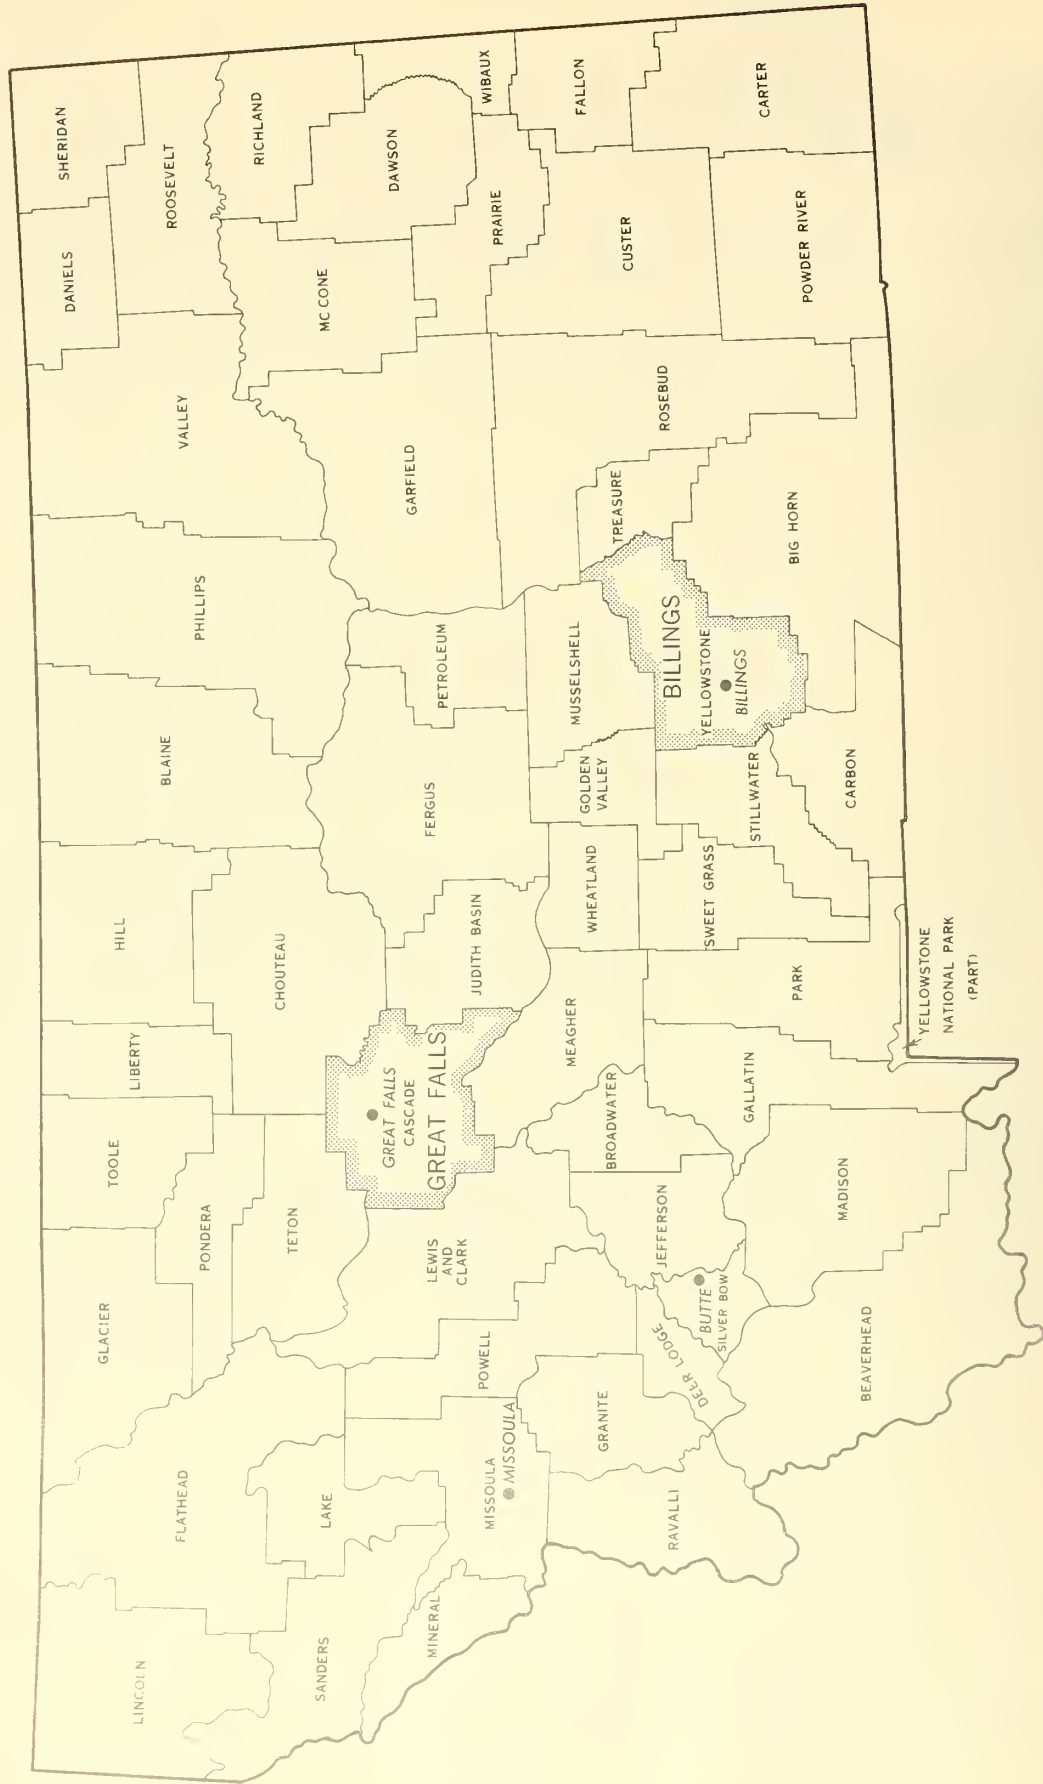 LINCOLN
FLATHEAD
GLACIER
TOOLE
LIBERTY
HILL
BLAINE
PHILLIPS
VALLEY
DANIELS
SHERIDAN
ROOSEVELT
SANDERS
LAKE
PONDERA
TETON
CHOUTEAU
MC CONE
RICHLAND
MINERAL
MISSOULA
MISSOULA
POWELL
LEWIS
AND
CLARK
GREAT FALLS
CASCADE
GREAT FALLS
JUDITH BASIN
FERGUS
PETROLEUM
GARFIELD
DAWSON
PRAIRIE
WIBAUX
RAVALLI
GRANITE
DEER LODGE
BUTTE
SILVER BOW
JEFFERSON
BROADWATER
MEAGHER
WHEATLAND
GOLDEN
VALLEY
MUSSELSHELL
TREASURE
ROSEBUD
CUSTER
FALLON
BEAVERHEAD
MADISON
GALLATIN
PARK
SWEET GRASS
STILLWATER
CARBON
BILLINGS
YELLOWSTONE
BILLINGS
BIG HORN
POWDER RIVER
CARTER
YELLOWSTONE
NATIONAL PARK
(PART)